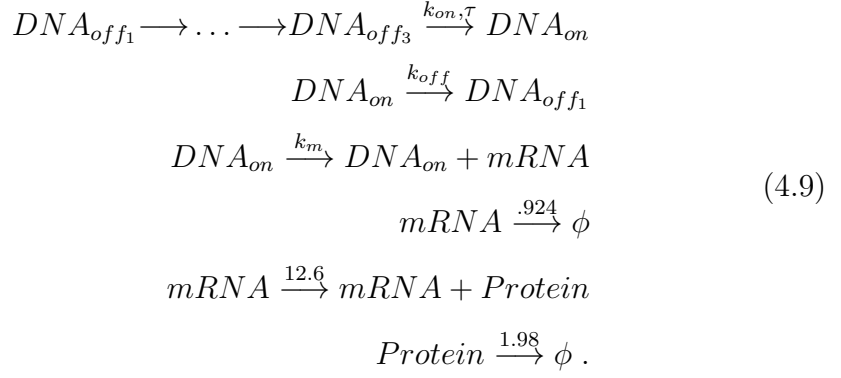 DNA_{off_1} ⟶ … ⟶ DNA_{off_3} \xrightarrow{k_{on},τ} DNA_{on}
DNA_{on} \xrightarrow{k_{off}} DNA_{off_1}
DNA_{on} \xrightarrow{k_m} DNA_{on} + mRNA
(4.9)
mRNA \xrightarrow{.924} ϕ
mRNA \xrightarrow{12.6} mRNA + Protein
Protein \xrightarrow{1.98} ϕ .